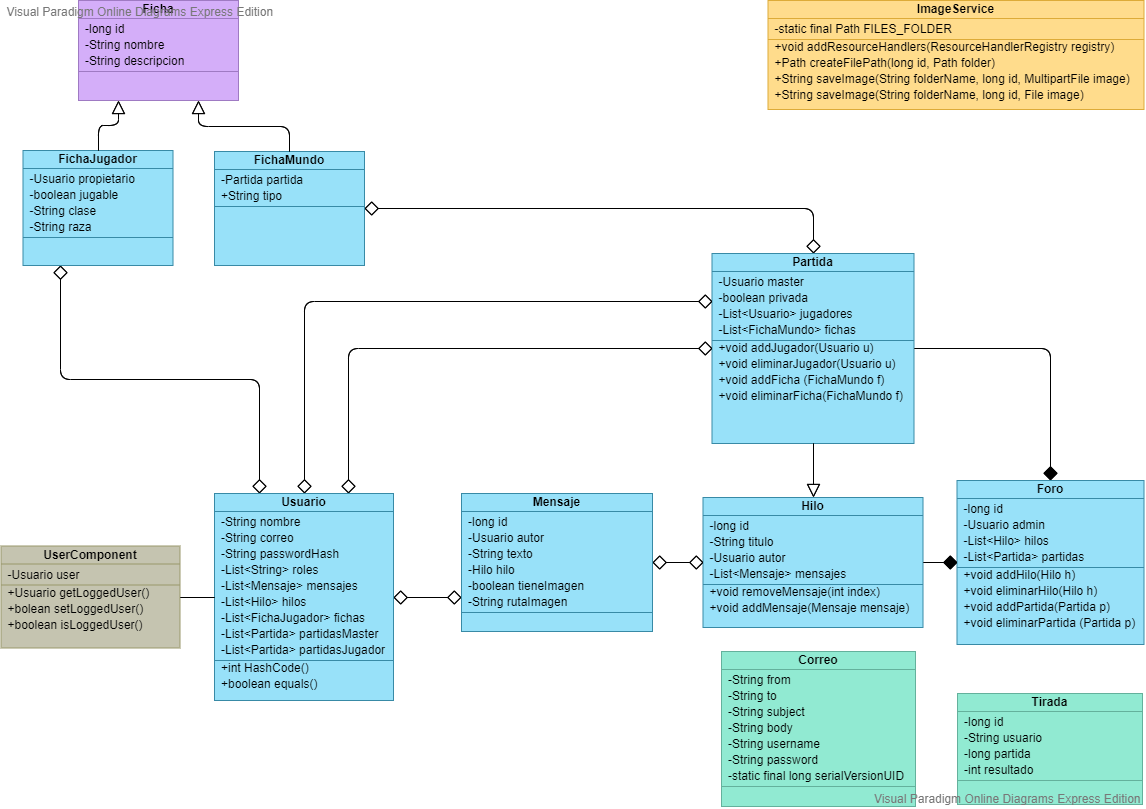 Visual Paradigm Online Diagrams Express Edition
Ficha
-long id
-String nombre
-String descripcion
ImageService
-static final Path FILES_FOLDER
+void addResourceHandlers(ResourceHandlerRegistry registry)
+Path createFilePath(long id, Path folder)
+String saveImage(String folderName, long id, MultipartFile image)
+String saveImage(String folderName, long id, File image)
FichaJugador
-Usuario propietario
-boolean jugable
-String clase
-String raza
FichaMundo
-Partida partida
+String tipo
Partida
-Usuario master
-boolean privada
-List<Usuario> jugadores
-List<FichaMundo> fichas
+void addJugador(Usuario u)
+void eliminarJugador(Usuario u)
+void addFicha (FichaMundo f)
+void eliminarFicha(FichaMundo f)
UserComponent
-Usuario user
+Usuario getLoggedUser()
+bolean setLoggedUser()
+boolean isLoggedUser()
Usuario
-String nombre
-String correo
-String passwordHash
-List<String> roles
-List<Mensaje> mensajes
-List<Hilo> hilos
-List<FichaJugador> fichas
-List<Partida> partidasMaster
-List<Partida> partidasJugador
+int HashCode()
+boolean equals()
Mensaje
-long id
-Usuario autor
-String texto
-Hilo hilo
-boolean tieneImagen
-String rutaImagen
Hilo
-long id
-String titulo
-Usuario autor
-List<Mensaje> mensajes
+void removeMensaje(int index)
+void addMensaje(Mensaje mensaje)
Foro
-long id
-Usuario admin
-List<Hilo> hilos
-List<Partida> partidas
+void addHilo(Hilo h)
+void eliminarHilo(Hilo h)
+void addPartida(Partida p)
+void eliminarPartida (Partida p)
Correo
-String from
-String to
-String subject
-String body
-String username
-String password
-static final long serialVersionUID
Tirada
-long id
-String usuario
-long partida
-int resultado
Visual Paradigm Online Diagrams Express Edition